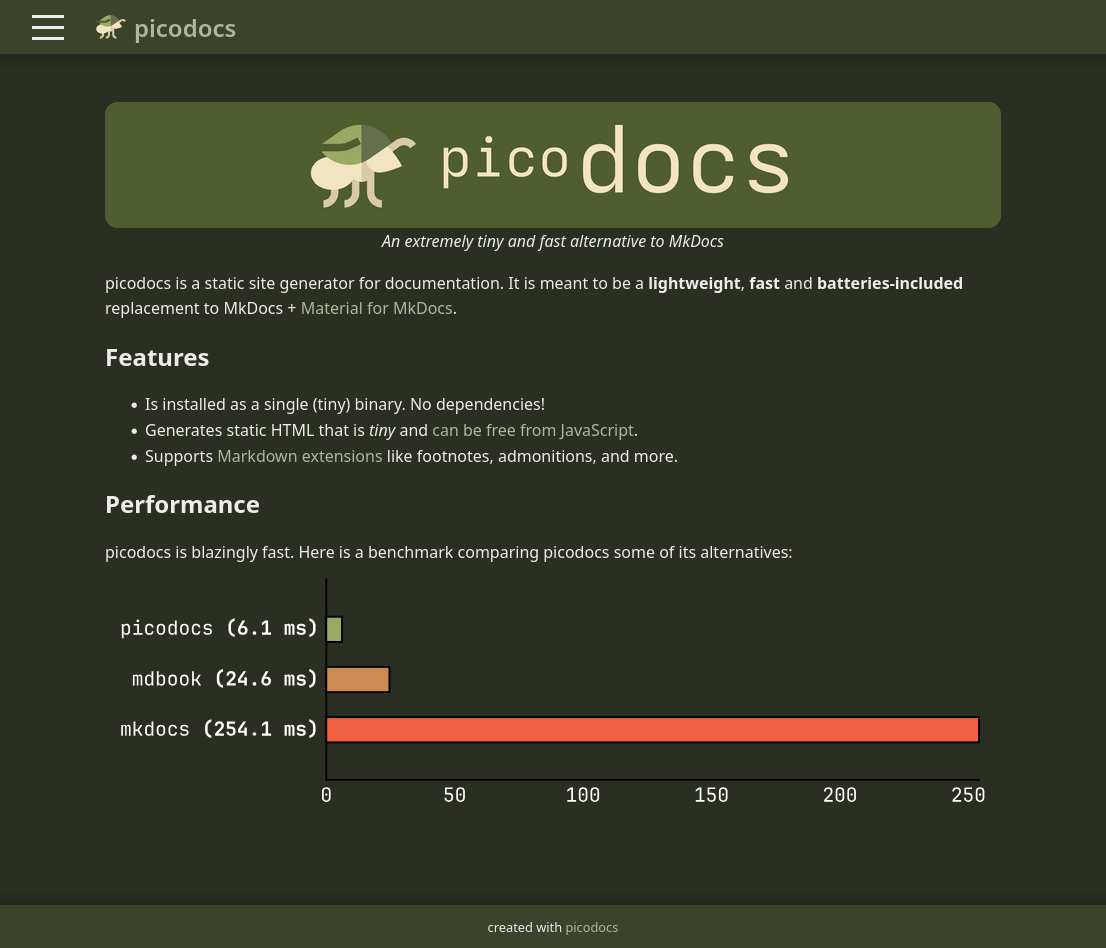 picodocs
picodocs
An extremely tiny and fast alternative to MkDocs
picodocs is a static site generator for documentation. It is meant to be a lightweight, fast and batteries-included
replacement to MkDocs + Material for MkDocs.
Features
• Is installed as a single (tiny) binary. No dependencies!
• Generates static HTML that is tiny and can be free from JavaScript.
• Supports Markdown extensions like footnotes, admonitions, and more.
Performance
picodocs is blazingly fast. Here is a benchmark comparing picodocs some of its alternatives:
picodocs (6.1 ms)
mdbook (24.6 ms)
mkdocs (254.1 ms)
0 50 100 150 200 250
created with picodocs